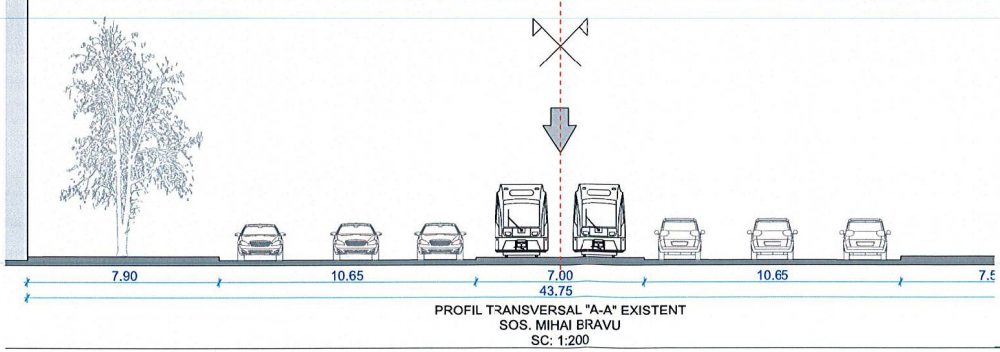 7.90 10.65 7.00 10.65 7.5
43.75
PROFIL TRANSVERSAL "A-A" EXISTENT
SOS. MIHAI BRAVU
SC: 1:200